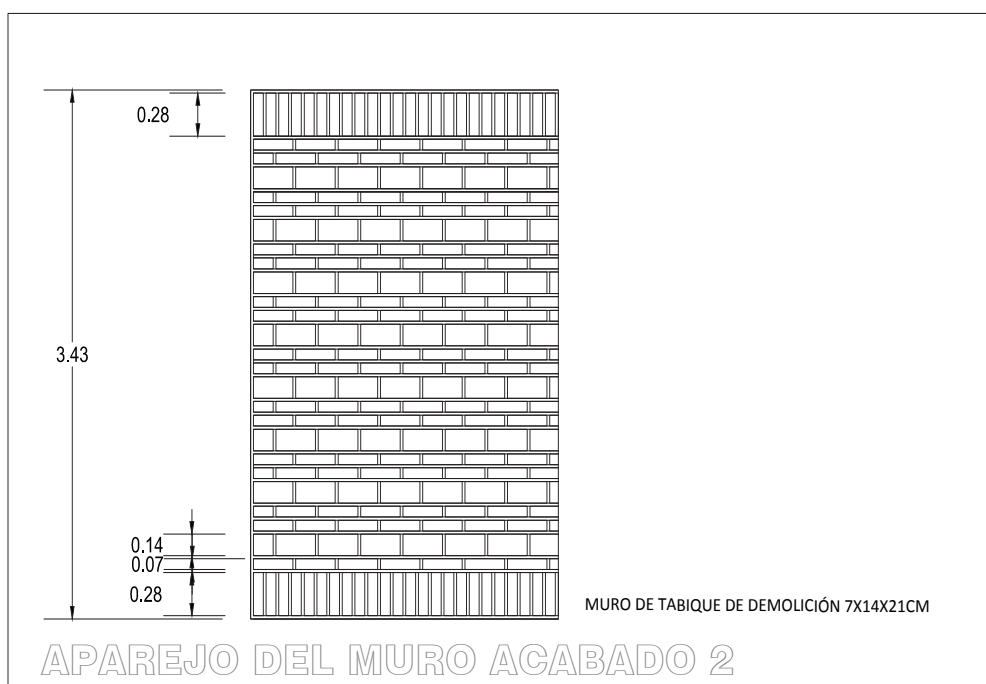 0.28
3.43
0.14
0.07
0.28
MURO DE TABIQUE DE DEMOLICIÓN 7X14X21CM
APAREJO DEL MURO ACABADO 2